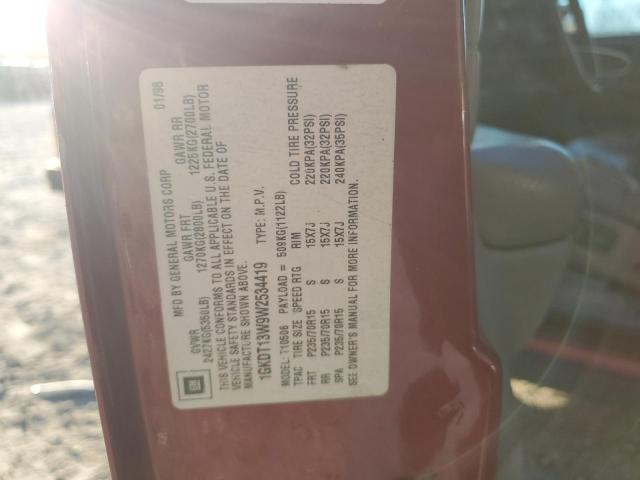 MFD BY GENERAL MOTORS CORP 01/98
GVWR GAWR FRT GAWR RR
2427KG(5350LB) 1270KG(2800LB) 1225KG(2700LB)
THIS VEHICLE CONFORMS TO ALL APPLICABLE U.S. FEDERAL MOTOR
VEHICLE SAFETY STANDARDS IN EFFECT ON THE DATE OF
MANUFACTURE SHOWN ABOVE.
1GKDT13W9W2534419 TYPE: M.P.V.
MODEL: T10506 PAYLOAD = 509KG(1122LB)
TPAC TIRE SIZE SPEED RTG RIM COLD TIRE PRESSURE
FRT P235/70R15 S 15X7J 220KPA(32PSI)
RR P235/70R15 S 15X7J 220KPA(32PSI)
SPA P235/70R15 S 15X7J 240KPA(35PSI)
SEE OWNER'S MANUAL FOR MORE INFORMATION.
GM